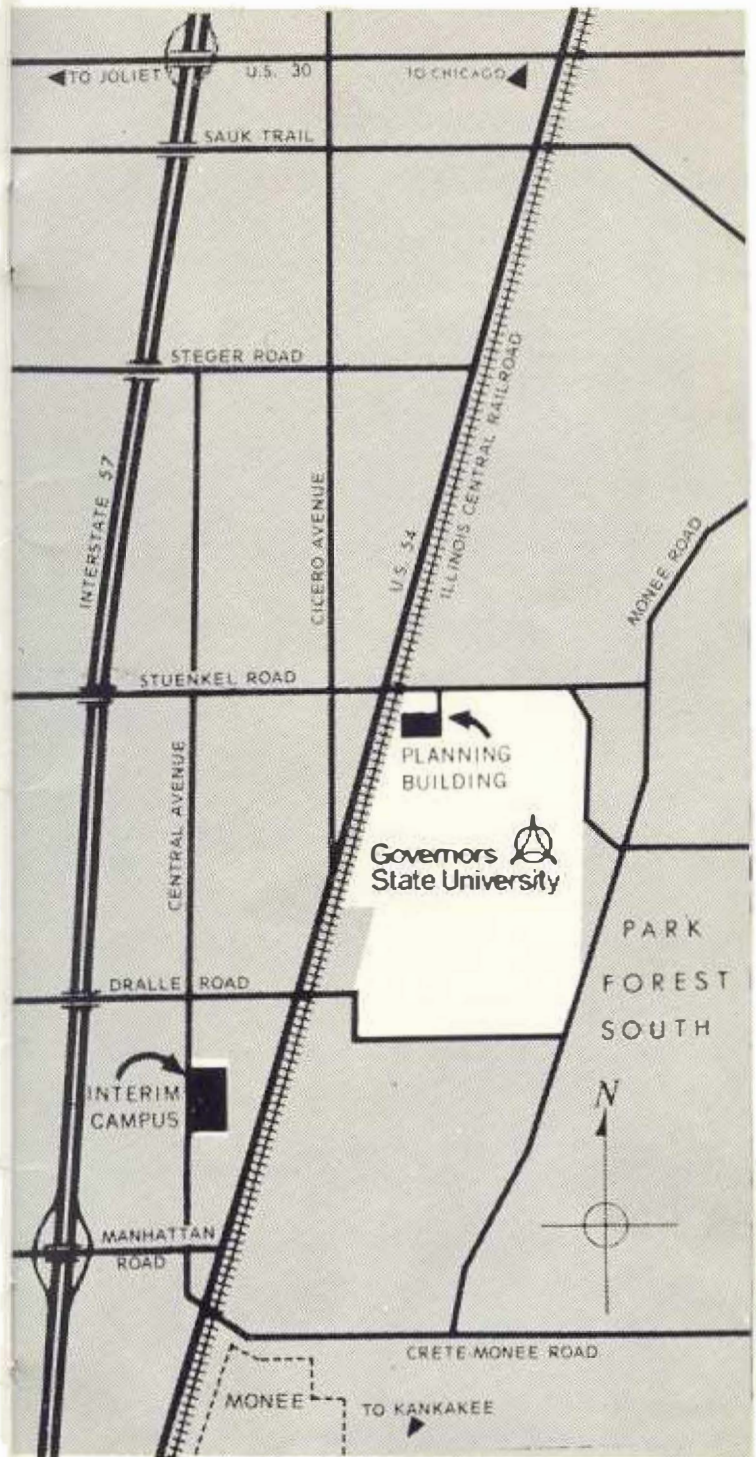 TO JOLIET
U.S. 30
TO CHICAGO
SAUK TRAIL
STEGER ROAD
INTERSTATE 57
CICERO AVENUE
U.S. 54
ILLINOIS CENTRAL RAILROAD
MONEE ROAD
STUENKEL ROAD
PLANNING
BUILDING
CENTRAL AVENUE
Governors
State University
PARK
FOREST
SOUTH
DRALLE ROAD
INTERIM
CAMPUS
N
MANHATTAN
ROAD
CRETE-MONEE ROAD
MONEE
TO KANKAKEE